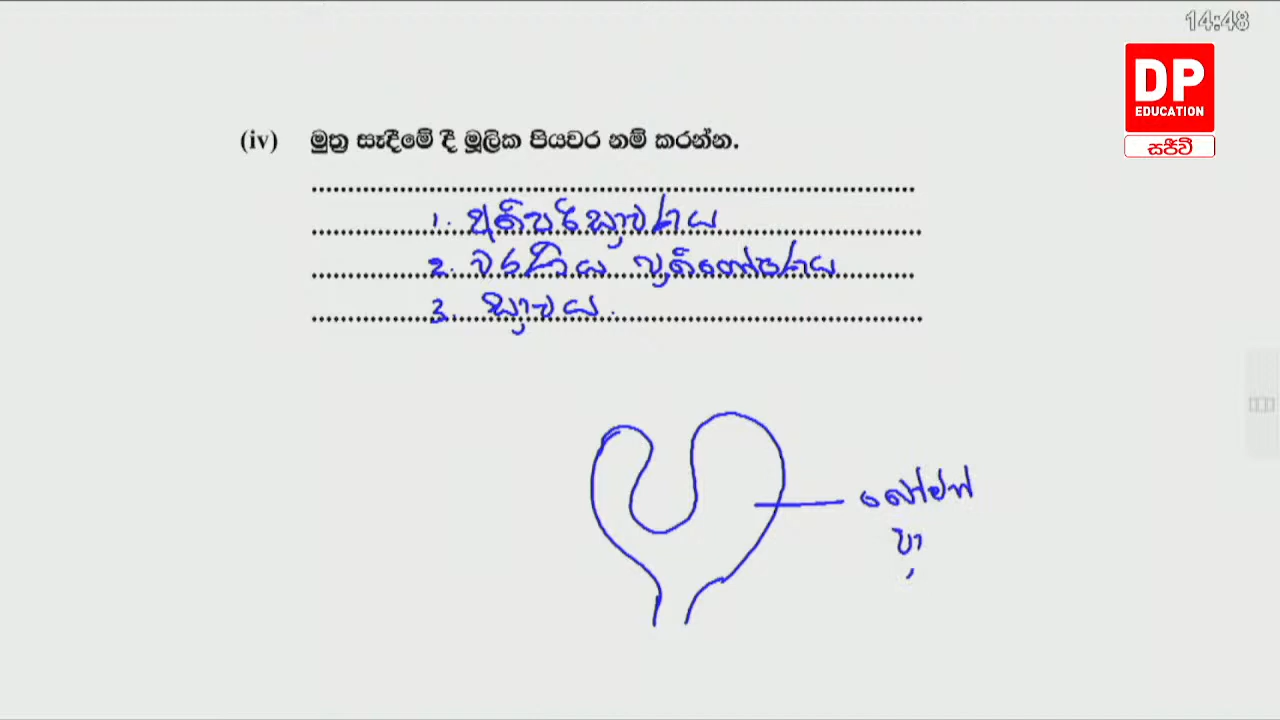 14:48
DP
EDUCATION
සජීවී
(iv) මුත්‍ර සෑදීමේ දී මූලික පියවර නම් කරන්න.
1. අතිපරිස්‍රාවණය
2. වරණීය ප්‍රතිශෝෂණය
3. ස්‍රාවය.
බෝමන්
ප්‍රා